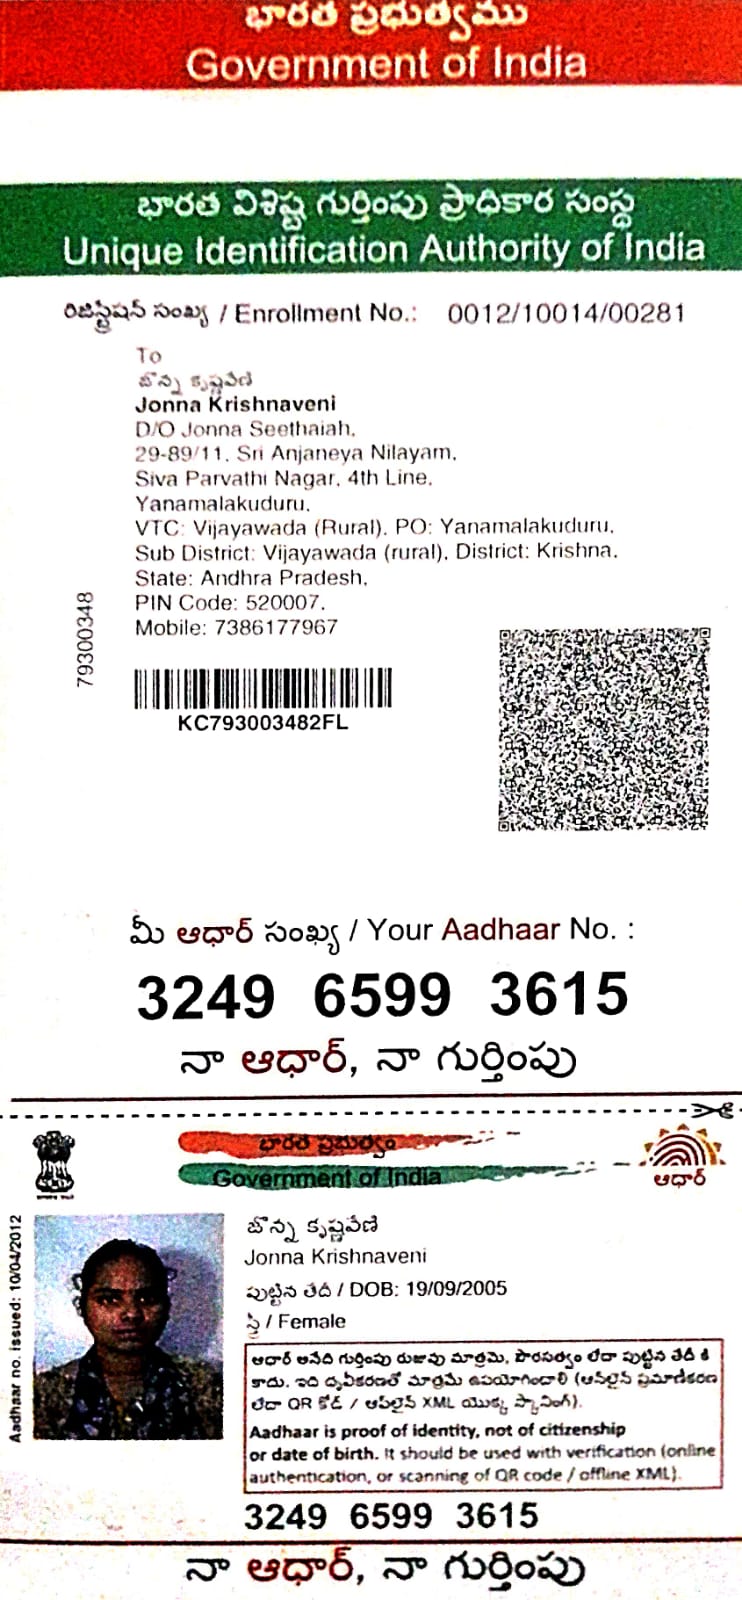 భారత ప్రభుత్వము
Government of India
భారత విశిష్ట గుర్తింపు ప్రాధికార సంస్థ
Unique Identification Authority of India
రిజిస్ట్రేషన్ సంఖ్య / Enrollment No.: 0012/10014/00281
To
జొన్న కృష్ణవేణి
Jonna Krishnaveni
D/O Jonna Seethaiah,
29-89/11, Sri Anjaneya Nilayam,
Siva Parvathi Nagar, 4th Line,
Yanamalakuduru,
VTC: Vijayawada (Rural), PO: Yanamalakuduru,
Sub District: Vijayawada (rural), District: Krishna,
State: Andhra Pradesh,
PIN Code: 520007,
Mobile: 7386177967
79300348
KC793003482FL
మీ ఆధార్ సంఖ్య / Your Aadhaar No. :
3249 6599 3615
నా ఆధార్, నా గుర్తింపు
భారత ప్రభుత్వం
Government of India
ఆధార్
Aadhaar no. issued: 10/04/2012
జొన్న కృష్ణవేణి
Jonna Krishnaveni
పుట్టిన తేదీ / DOB: 19/09/2005
స్త్రీ / Female
ఆధార్ అనేది గుర్తింపు రుజువు మాత్రమే, పౌరసత్వం లేదా పుట్టిన తేదీ కి
కాదు. ఇది ధృవీకరణతో మాత్రమే ఉపయోగించాలి (ఆన్‌లైన్ ప్రమాణీకరణ
లేదా QR కోడ్ / ఆఫ్‌లైన్ XML యొక్క స్కానింగ్).
Aadhaar is proof of identity, not of citizenship
or date of birth. It should be used with verification (online
authentication, or scanning of QR code / offline XML).
3249 6599 3615
నా ఆధార్, నా గుర్తింపు